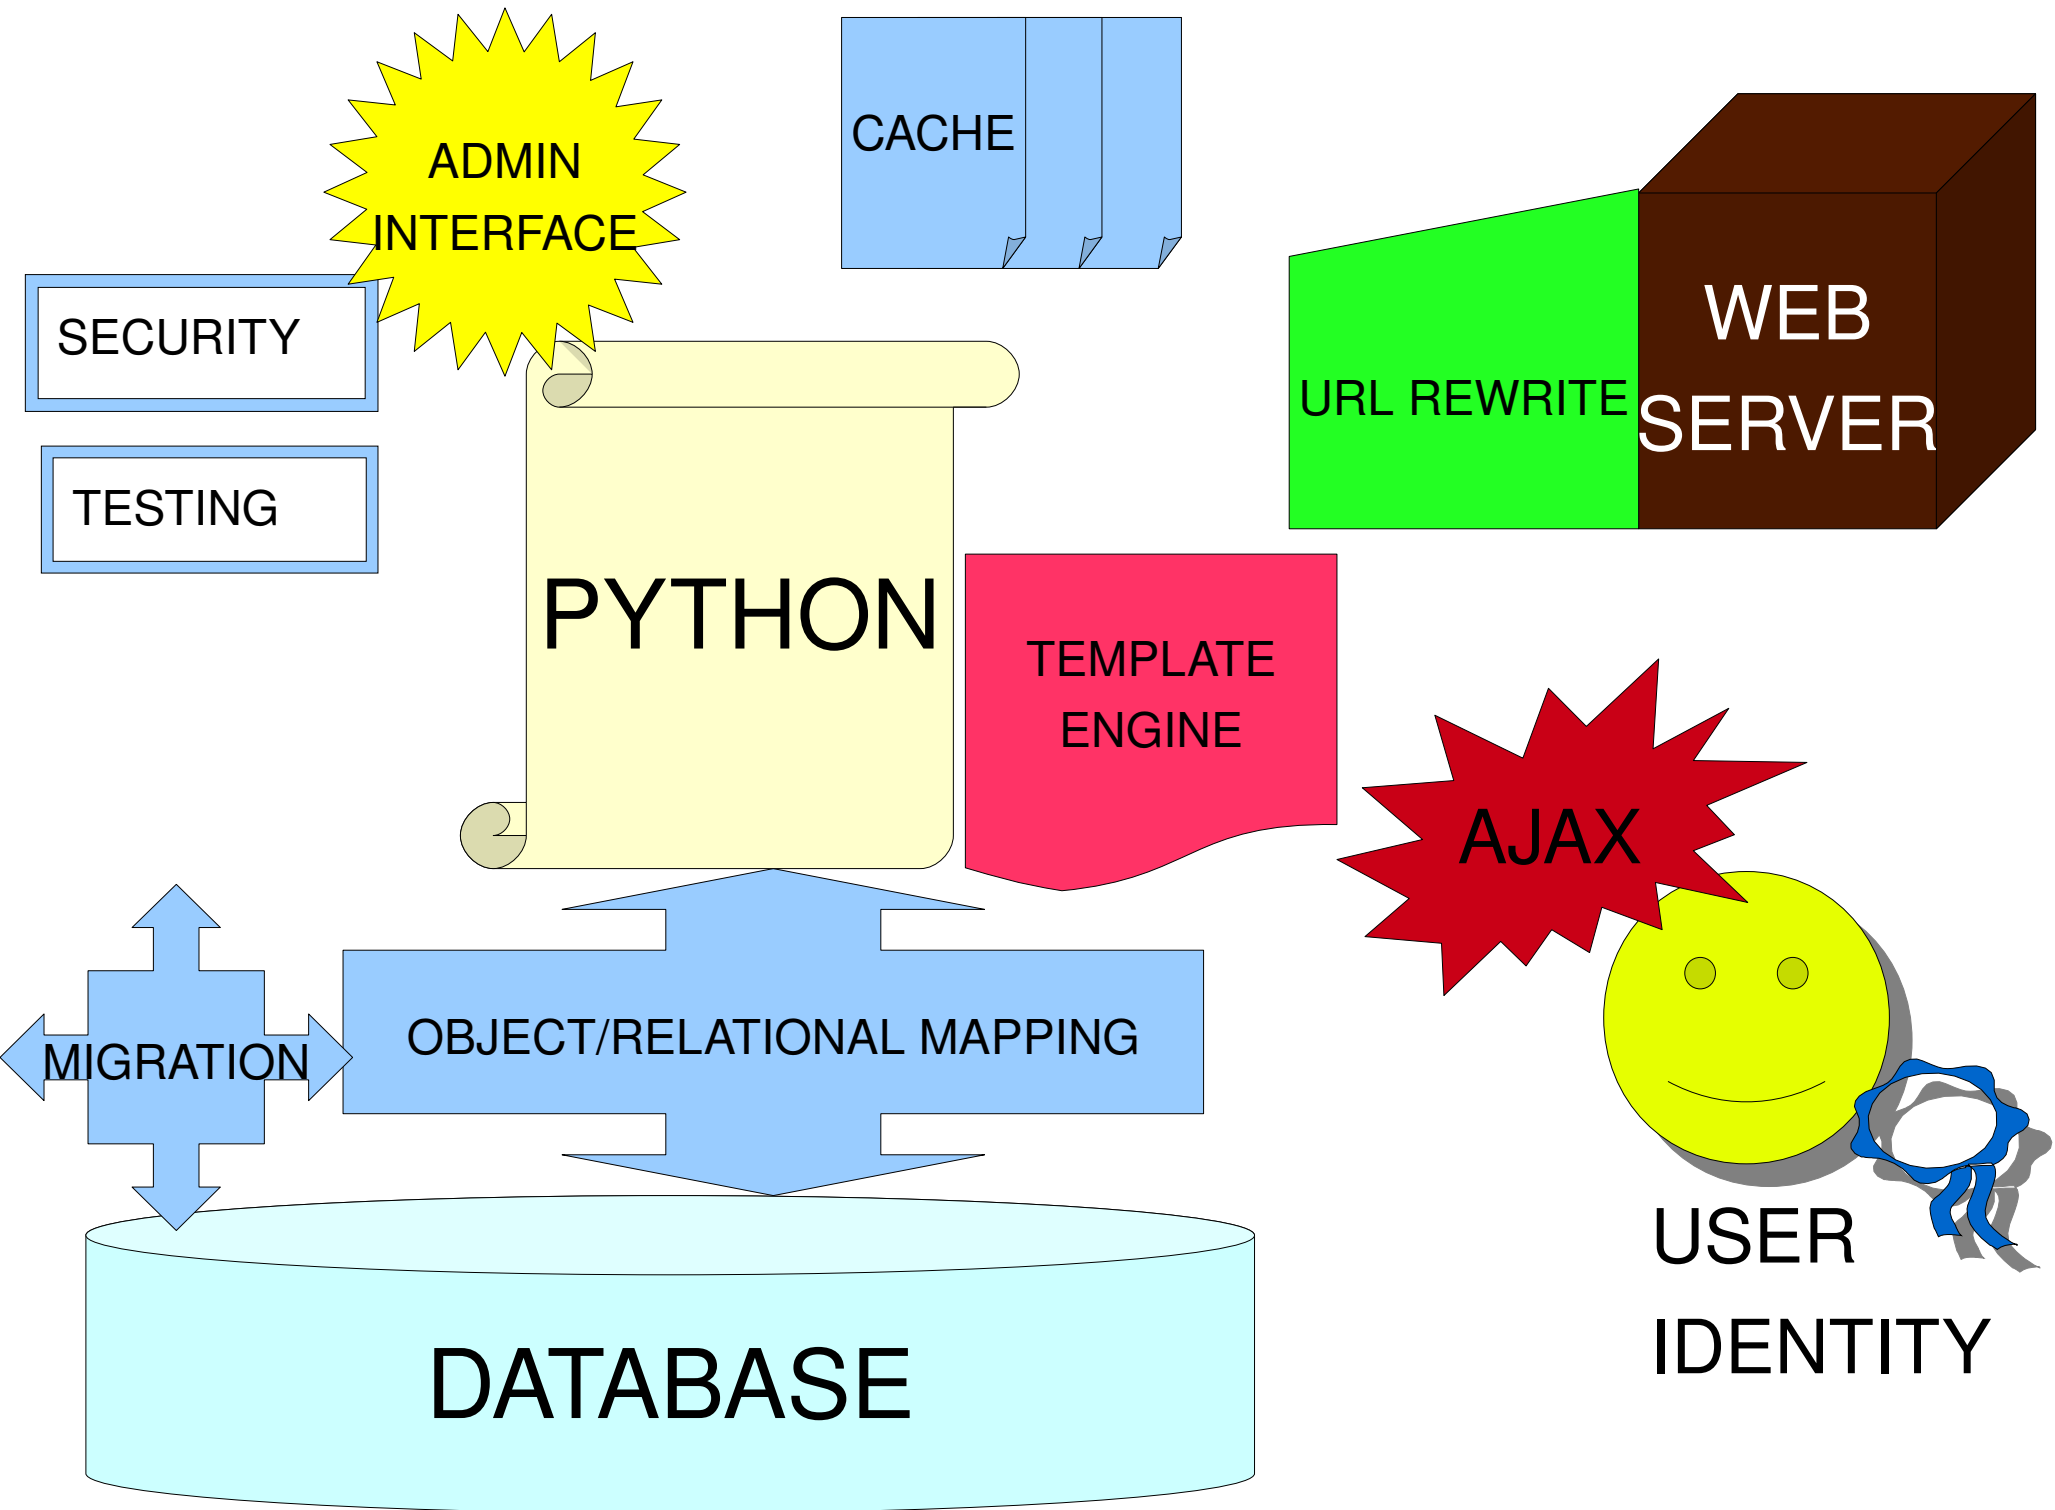 ADMIN
INTERFACE
CACHE
SECURITY
TESTING
URL REWRITE
WEB
SERVER
PYTHON
TEMPLATE
ENGINE
AJAX
MIGRATION
OBJECT/RELATIONAL MAPPING
USER
IDENTITY
DATABASE